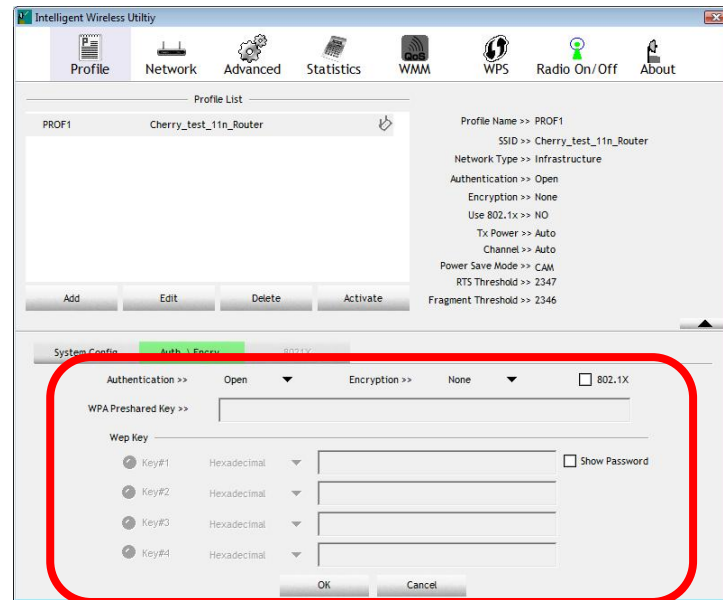 Intelligent Wireless Utiltiy
Profile Network Advanced Statistics QoS WMM WPS Radio On/Off About
Profile List
PROF1 Cherry_test_11n_Router
Profile Name >> PROF1
SSID >> Cherry_test_11n_Router
Network Type >> Infrastructure
Authentication >> Open
Encryption >> None
Use 802.1x >> NO
Tx Power >> Auto
Channel >> Auto
Power Save Mode >> CAM
RTS Threshold >> 2347
Fragment Threshold >> 2346
Add Edit Delete Activate
System Config Auth. \ Encry. 8021X
Authentication >> Open Encryption >> None 802.1X
WPA Preshared Key >>
Wep Key
Key#1 Hexadecimal Show Password
Key#2 Hexadecimal
Key#3 Hexadecimal
Key#4 Hexadecimal
OK Cancel